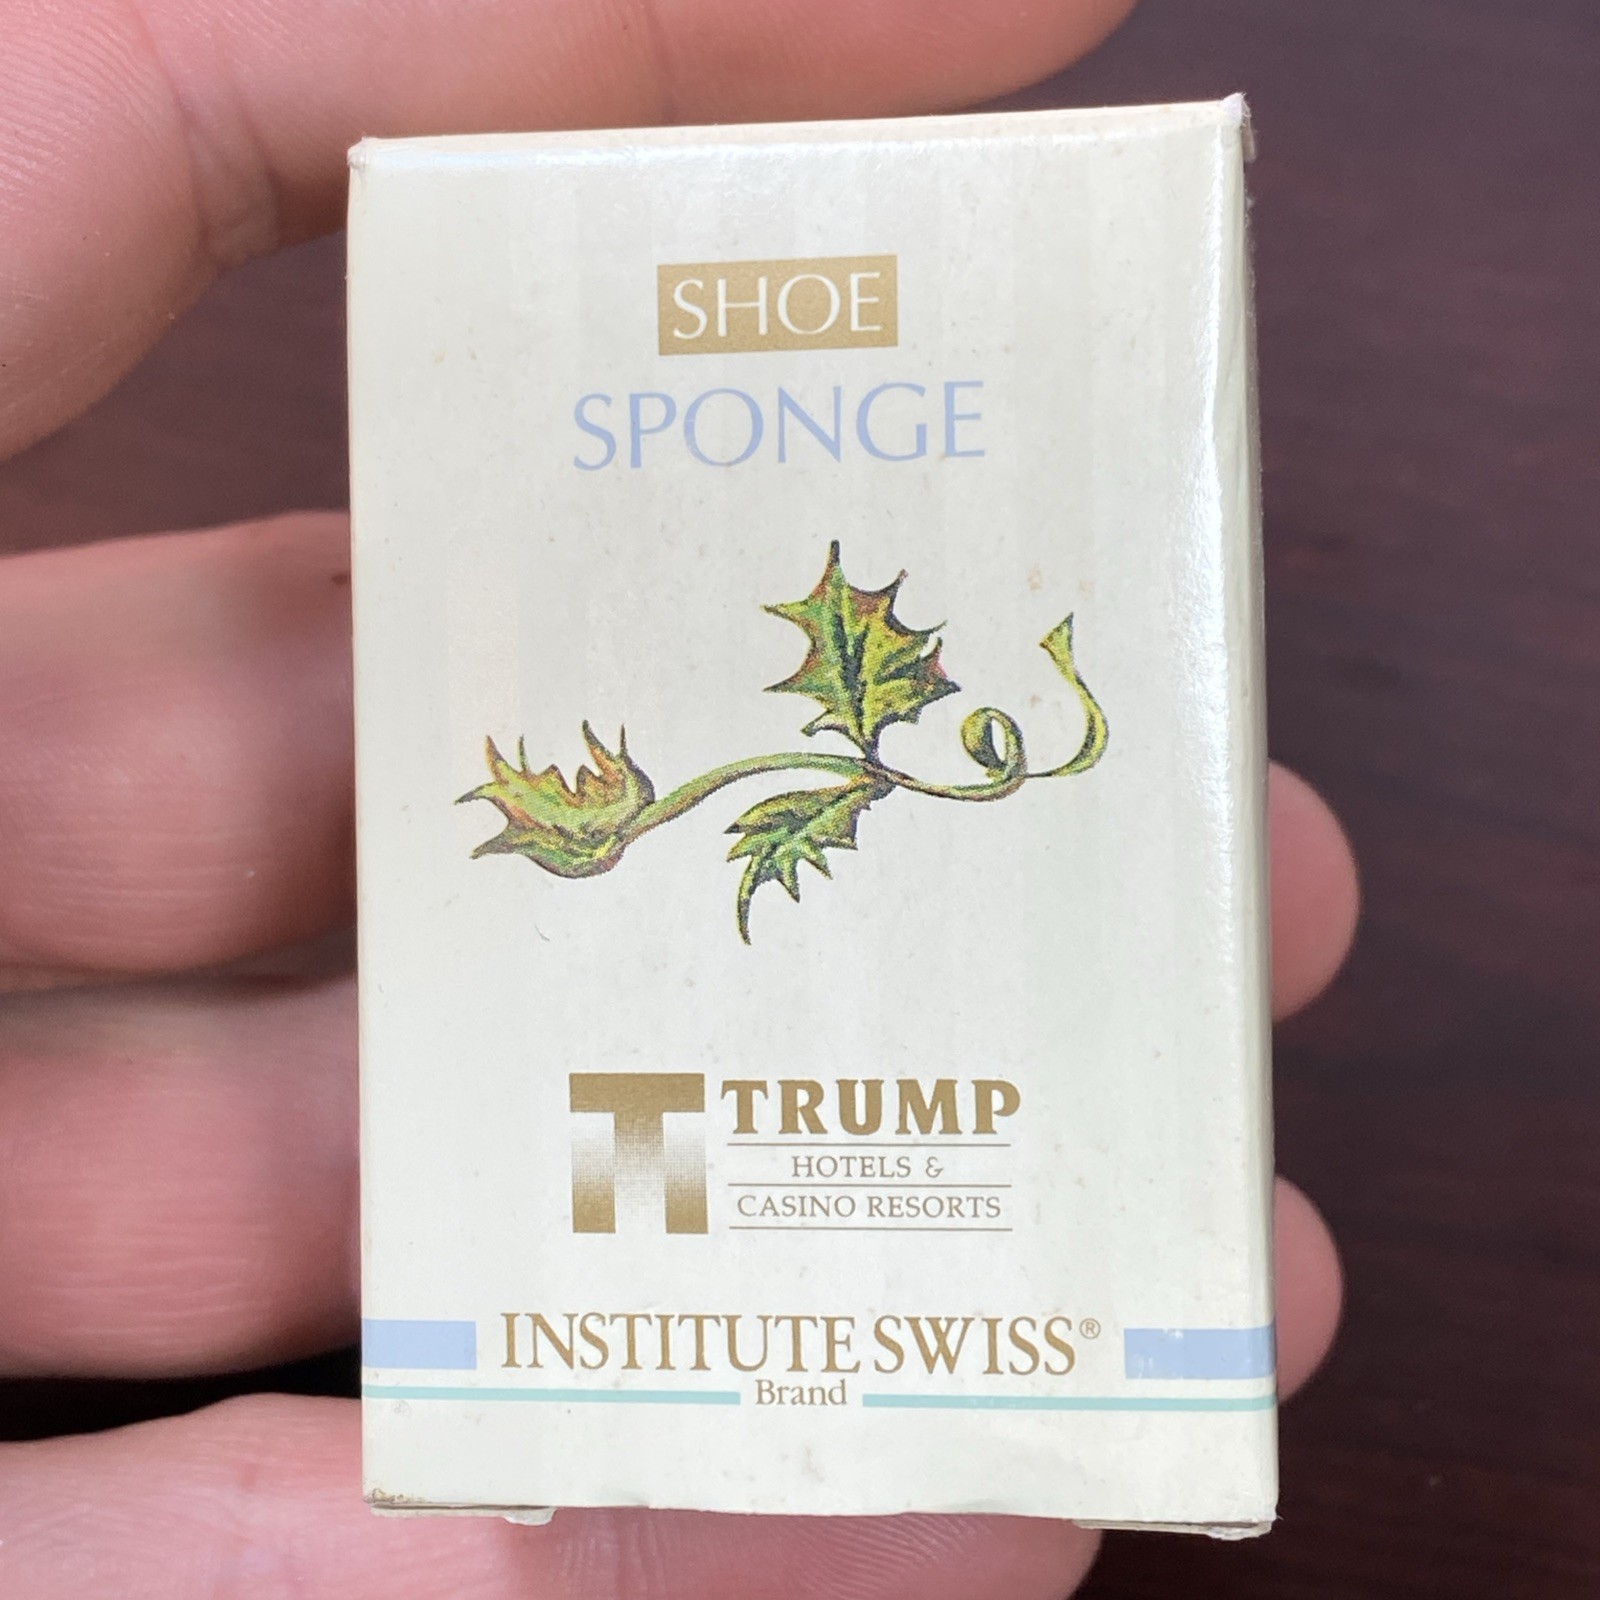 SHOE
SPONGE
TRUMP
HOTELS &
CASINO RESORTS
INSTITUTE SWISS®
Brand